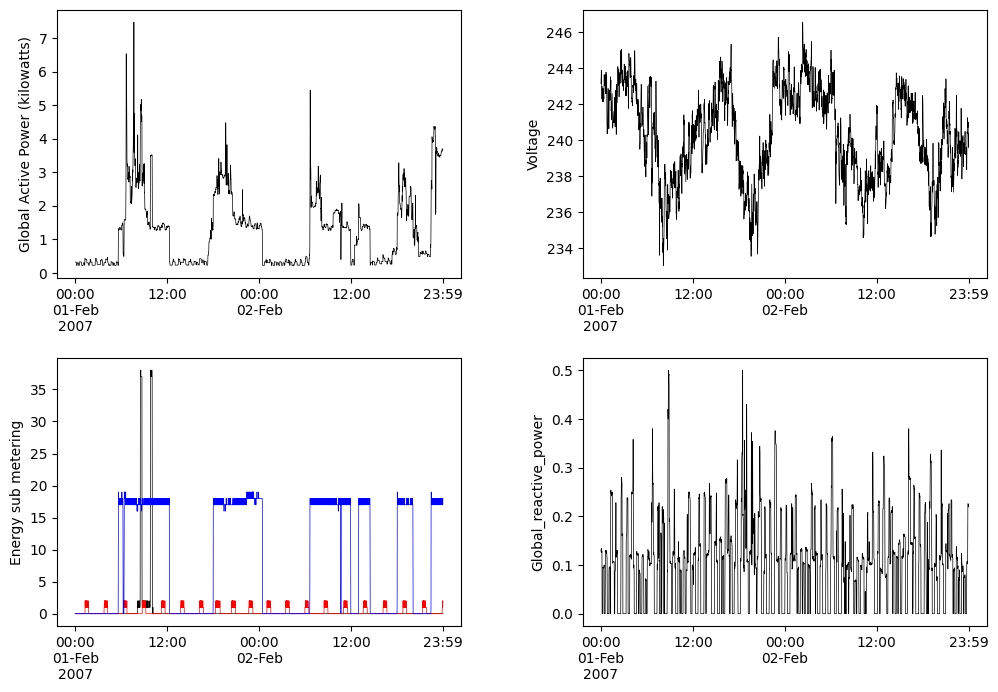 Global Active Power (kilowatts)
7
6
5
4
3
2
1
0
00:00 12:00 00:00 12:00 23:59
01-Feb 02-Feb
2007
Voltage
246
244
242
240
238
236
234
00:00 12:00 00:00 12:00 23:59
01-Feb 02-Feb
2007
Energy sub metering
35
30
25
20
15
10
5
0
00:00 12:00 00:00 12:00 23:59
01-Feb 02-Feb
2007
Global_reactive_power
0.5
0.4
0.3
0.2
0.1
0.0
00:00 12:00 00:00 12:00 23:59
01-Feb 02-Feb
2007